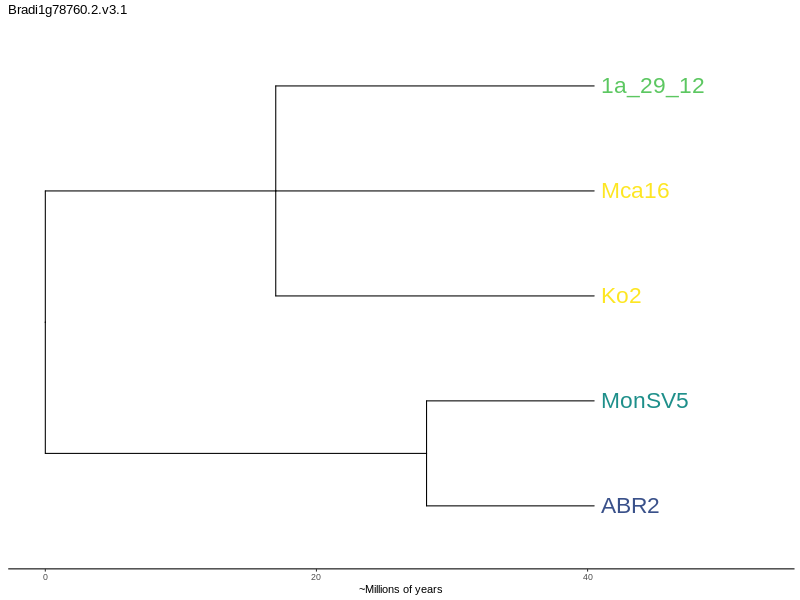 Bradi1g78760.2.v3.1
1a_29_12
Mca16
Ko2
MonSV5
ABR2
0 20 40
~Millions of years